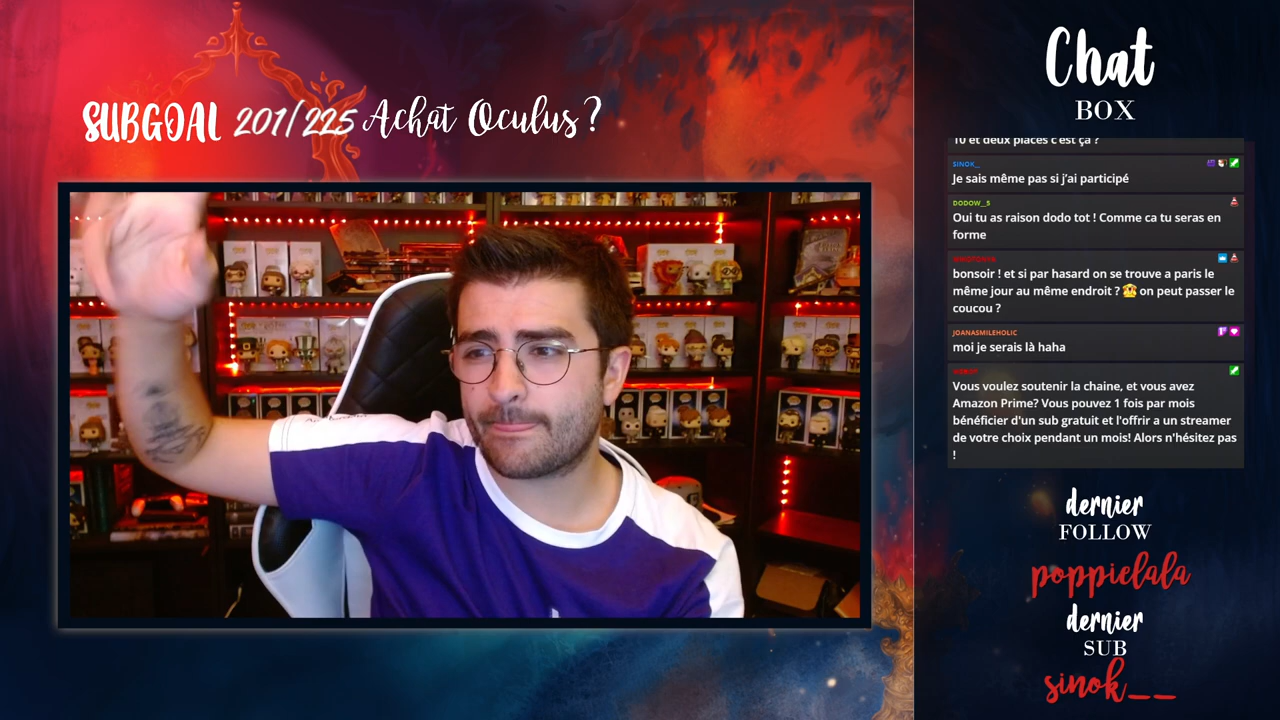 SUBGOAL 201/225 Achat Oculus ?
Chat
BOX
10 et deux places c'est ça ?
SINOK__
Je sais même pas si j'ai participé
DODOW_5
Oui tu as raison dodo tot ! Comme ca tu seras en
forme
bonsoir ! et si par hasard on se trouve a paris le
même jour au même endroit ? on peut passer le
coucou ?
JOANASMILEHOLIC
moi je serais là haha
Vous voulez soutenir la chaine, et vous avez
Amazon Prime? Vous pouvez 1 fois par mois
bénéficier d'un sub gratuit et l'offrir a un streamer
de votre choix pendant un mois! Alors n'hésitez pas
!
dernier
FOLLOW
poppielala
dernier
SUB
sinok__